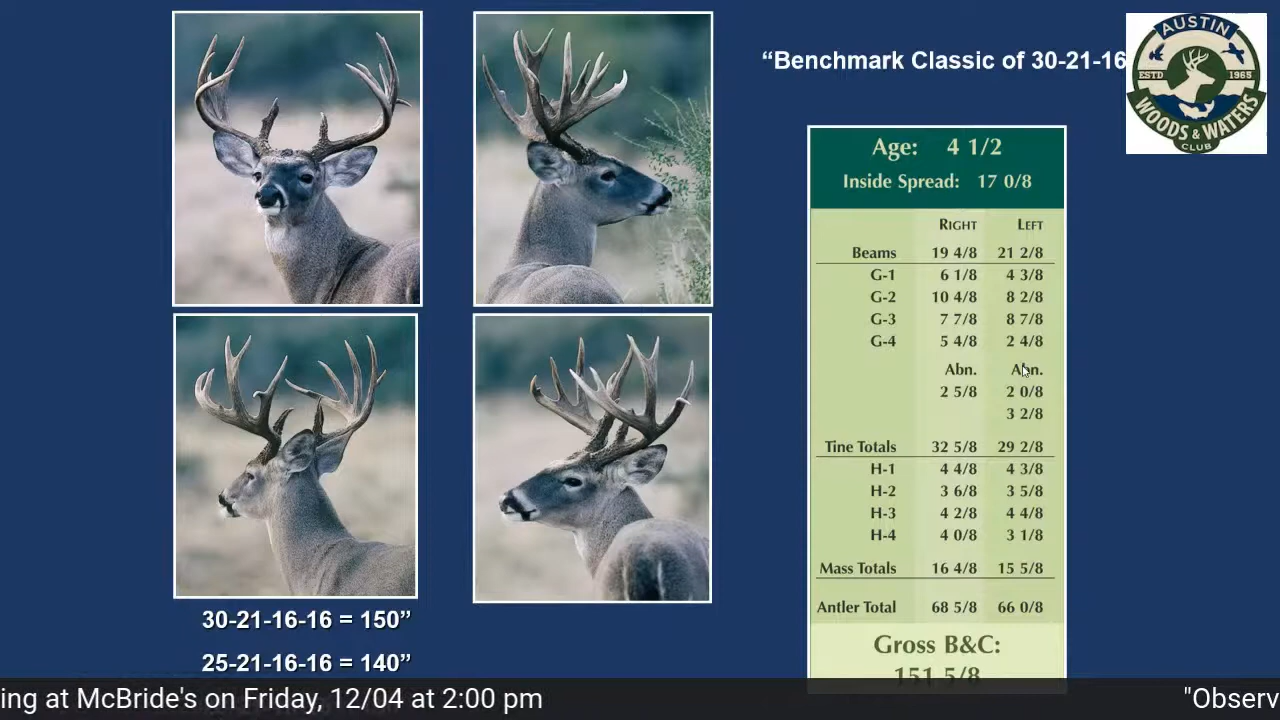 “Benchmark Classic of 30-21-16
AUSTIN
ESTD 1965
WOODS & WATERS
CLUB
Age: 4 1/2
Inside Spread: 17 0/8
RIGHT LEFT
Beams 19 4/8 21 2/8
G-1 6 1/8 4 3/8
G-2 10 4/8 8 2/8
G-3 7 7/8 8 7/8
G-4 5 4/8 2 4/8
Abn. Abn.
2 5/8 2 0/8
3 2/8
Tine Totals 32 5/8 29 2/8
H-1 4 4/8 4 3/8
H-2 3 6/8 3 5/8
H-3 4 2/8 4 4/8
H-4 4 0/8 3 1/8
Mass Totals 16 4/8 15 5/8
Antler Total 68 5/8 66 0/8
Gross B&C:
151 5/8
30-21-16-16 = 150”
25-21-16-16 = 140”
ing at McBride's on Friday, 12/04 at 2:00 pm "Observ